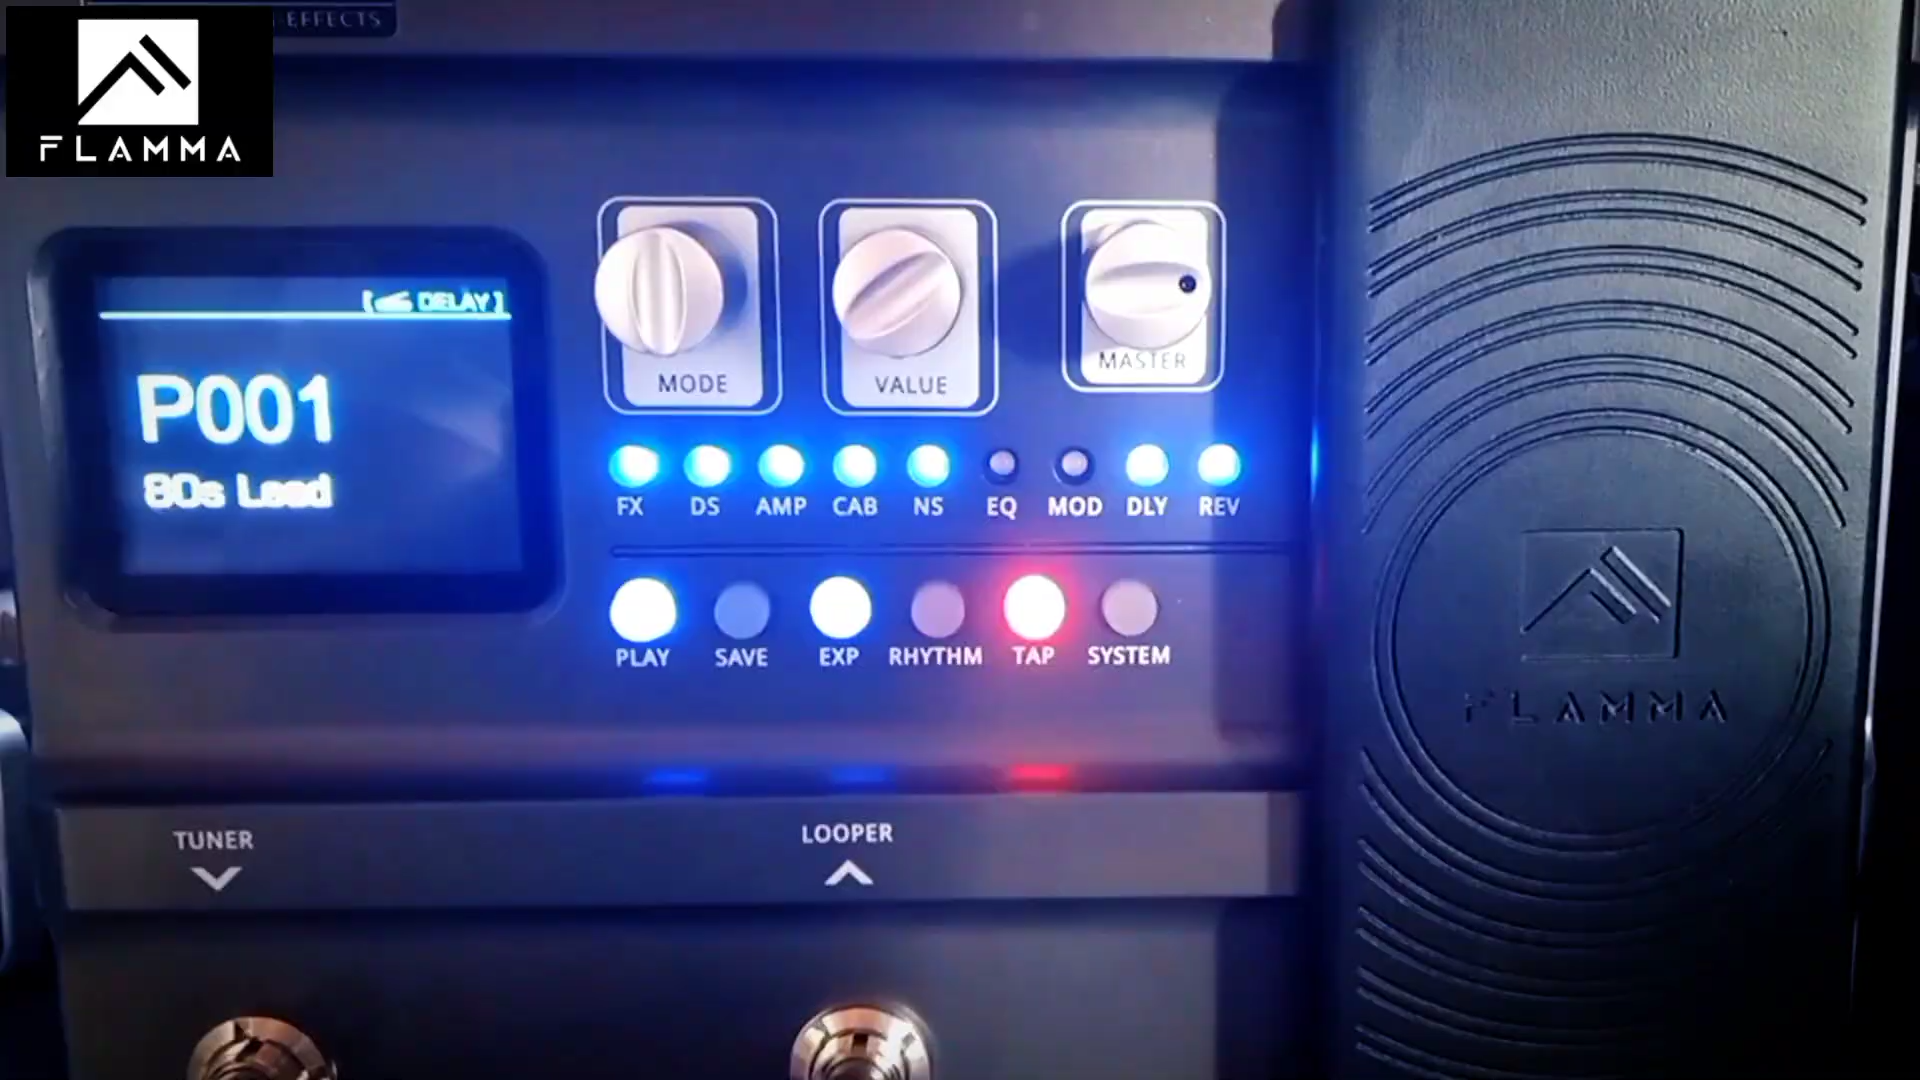 EFFECTS
FLAMMA
[ DELAY ]
P001
80s Lead
MODE
VALUE
MASTER
FX DS AMP CAB NS EQ MOD DLY REV
PLAY SAVE EXP RHYTHM TAP SYSTEM
FLAMMA
TUNER
LOOPER